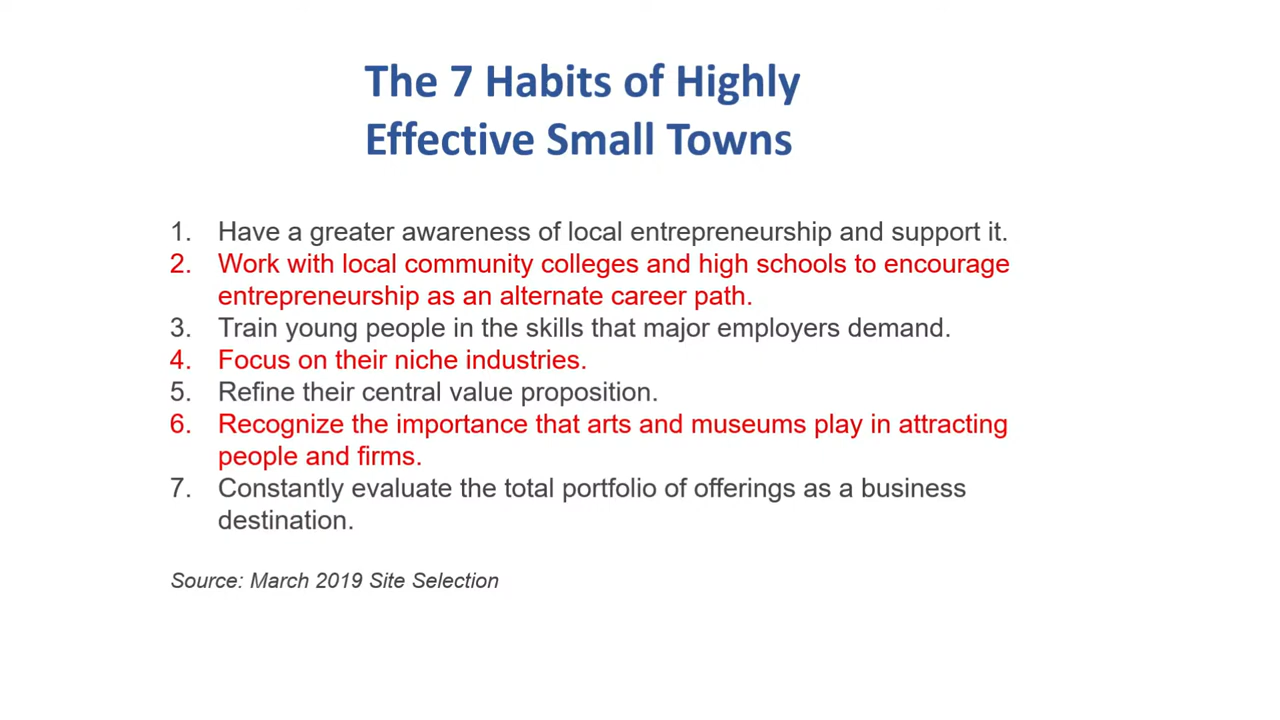 The 7 Habits of Highly
Effective Small Towns
1. Have a greater awareness of local entrepreneurship and support it.
2. Work with local community colleges and high schools to encourage
entrepreneurship as an alternate career path.
3. Train young people in the skills that major employers demand.
4. Focus on their niche industries.
5. Refine their central value proposition.
6. Recognize the importance that arts and museums play in attracting
people and firms.
7. Constantly evaluate the total portfolio of offerings as a business
destination.
Source: March 2019 Site Selection